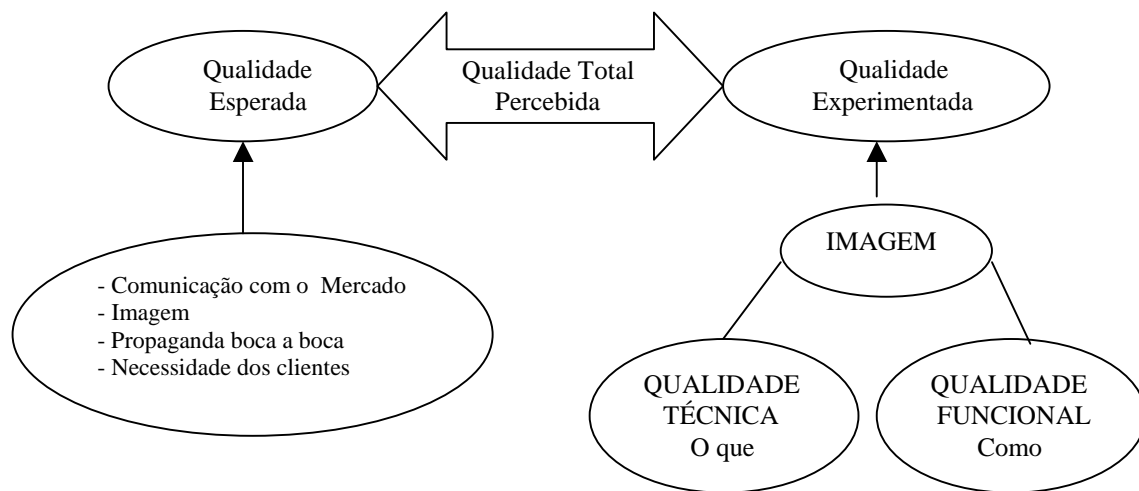 Qualidade
Esperada
Qualidade Total
Percebida
Qualidade
Experimentada
- Comunicação com o Mercado
- Imagem
- Propaganda boca a boca
- Necessidade dos clientes
IMAGEM
QUALIDADE
TÉCNICA
O que
QUALIDADE
FUNCIONAL
Como